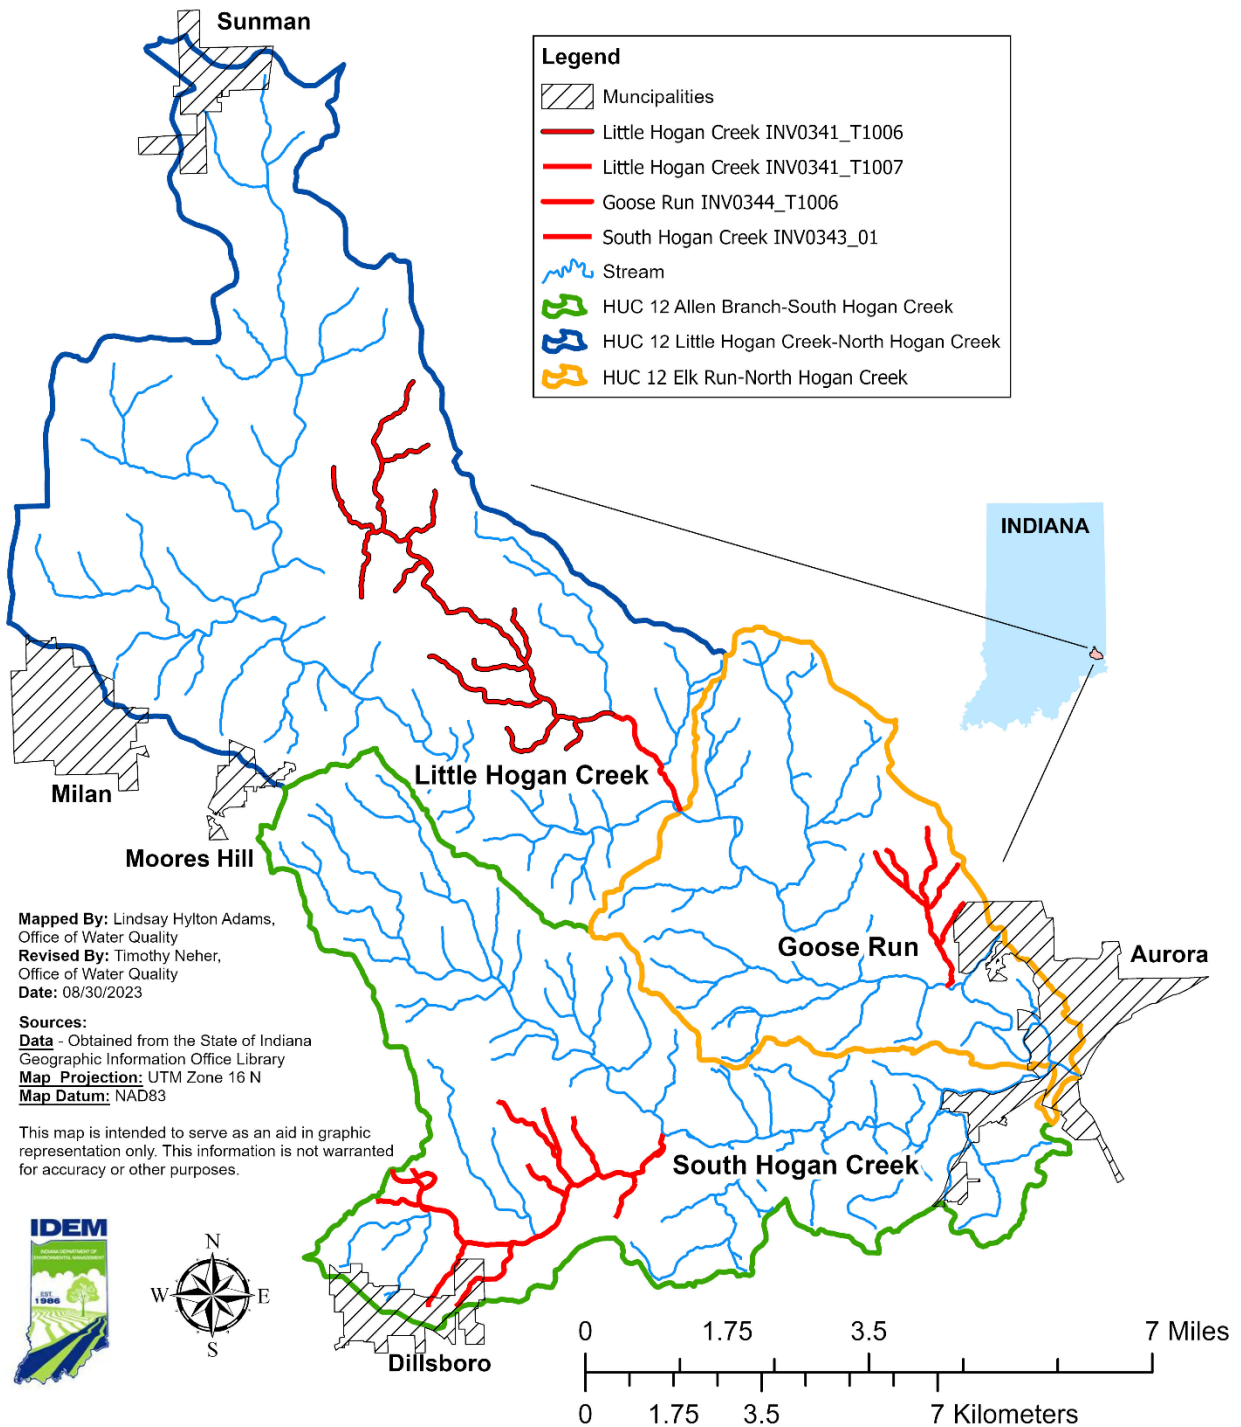 Sunman
Legend
Muncipalities
Little Hogan Creek INV0341_T1006
Little Hogan Creek INV0341_T1007
Goose Run INV0344_T1006
South Hogan Creek INV0343_01
Stream
HUC 12 Allen Branch-South Hogan Creek
HUC 12 Little Hogan Creek-North Hogan Creek
HUC 12 Elk Run-North Hogan Creek
INDIANA
Little Hogan Creek
Milan
Moores Hill
Goose Run
Aurora
South Hogan Creek
Dillsboro
Mapped By: Lindsay Hylton Adams,
Office of Water Quality
Revised By: Timothy Neher,
Office of Water Quality
Date: 08/30/2023
Sources:
Data - Obtained from the State of Indiana
Geographic Information Office Library
Map Projection: UTM Zone 16 N
Map Datum: NAD83
This map is intended to serve as an aid in graphic
representation only. This information is not warranted
for accuracy or other purposes.
IDEM
INDIANA DEPARTMENT OF
ENVIRONMENTAL MANAGEMENT
EST.
1986
N
W E
S
0 1.75 3.5 7 Miles
0 1.75 3.5 7 Kilometers